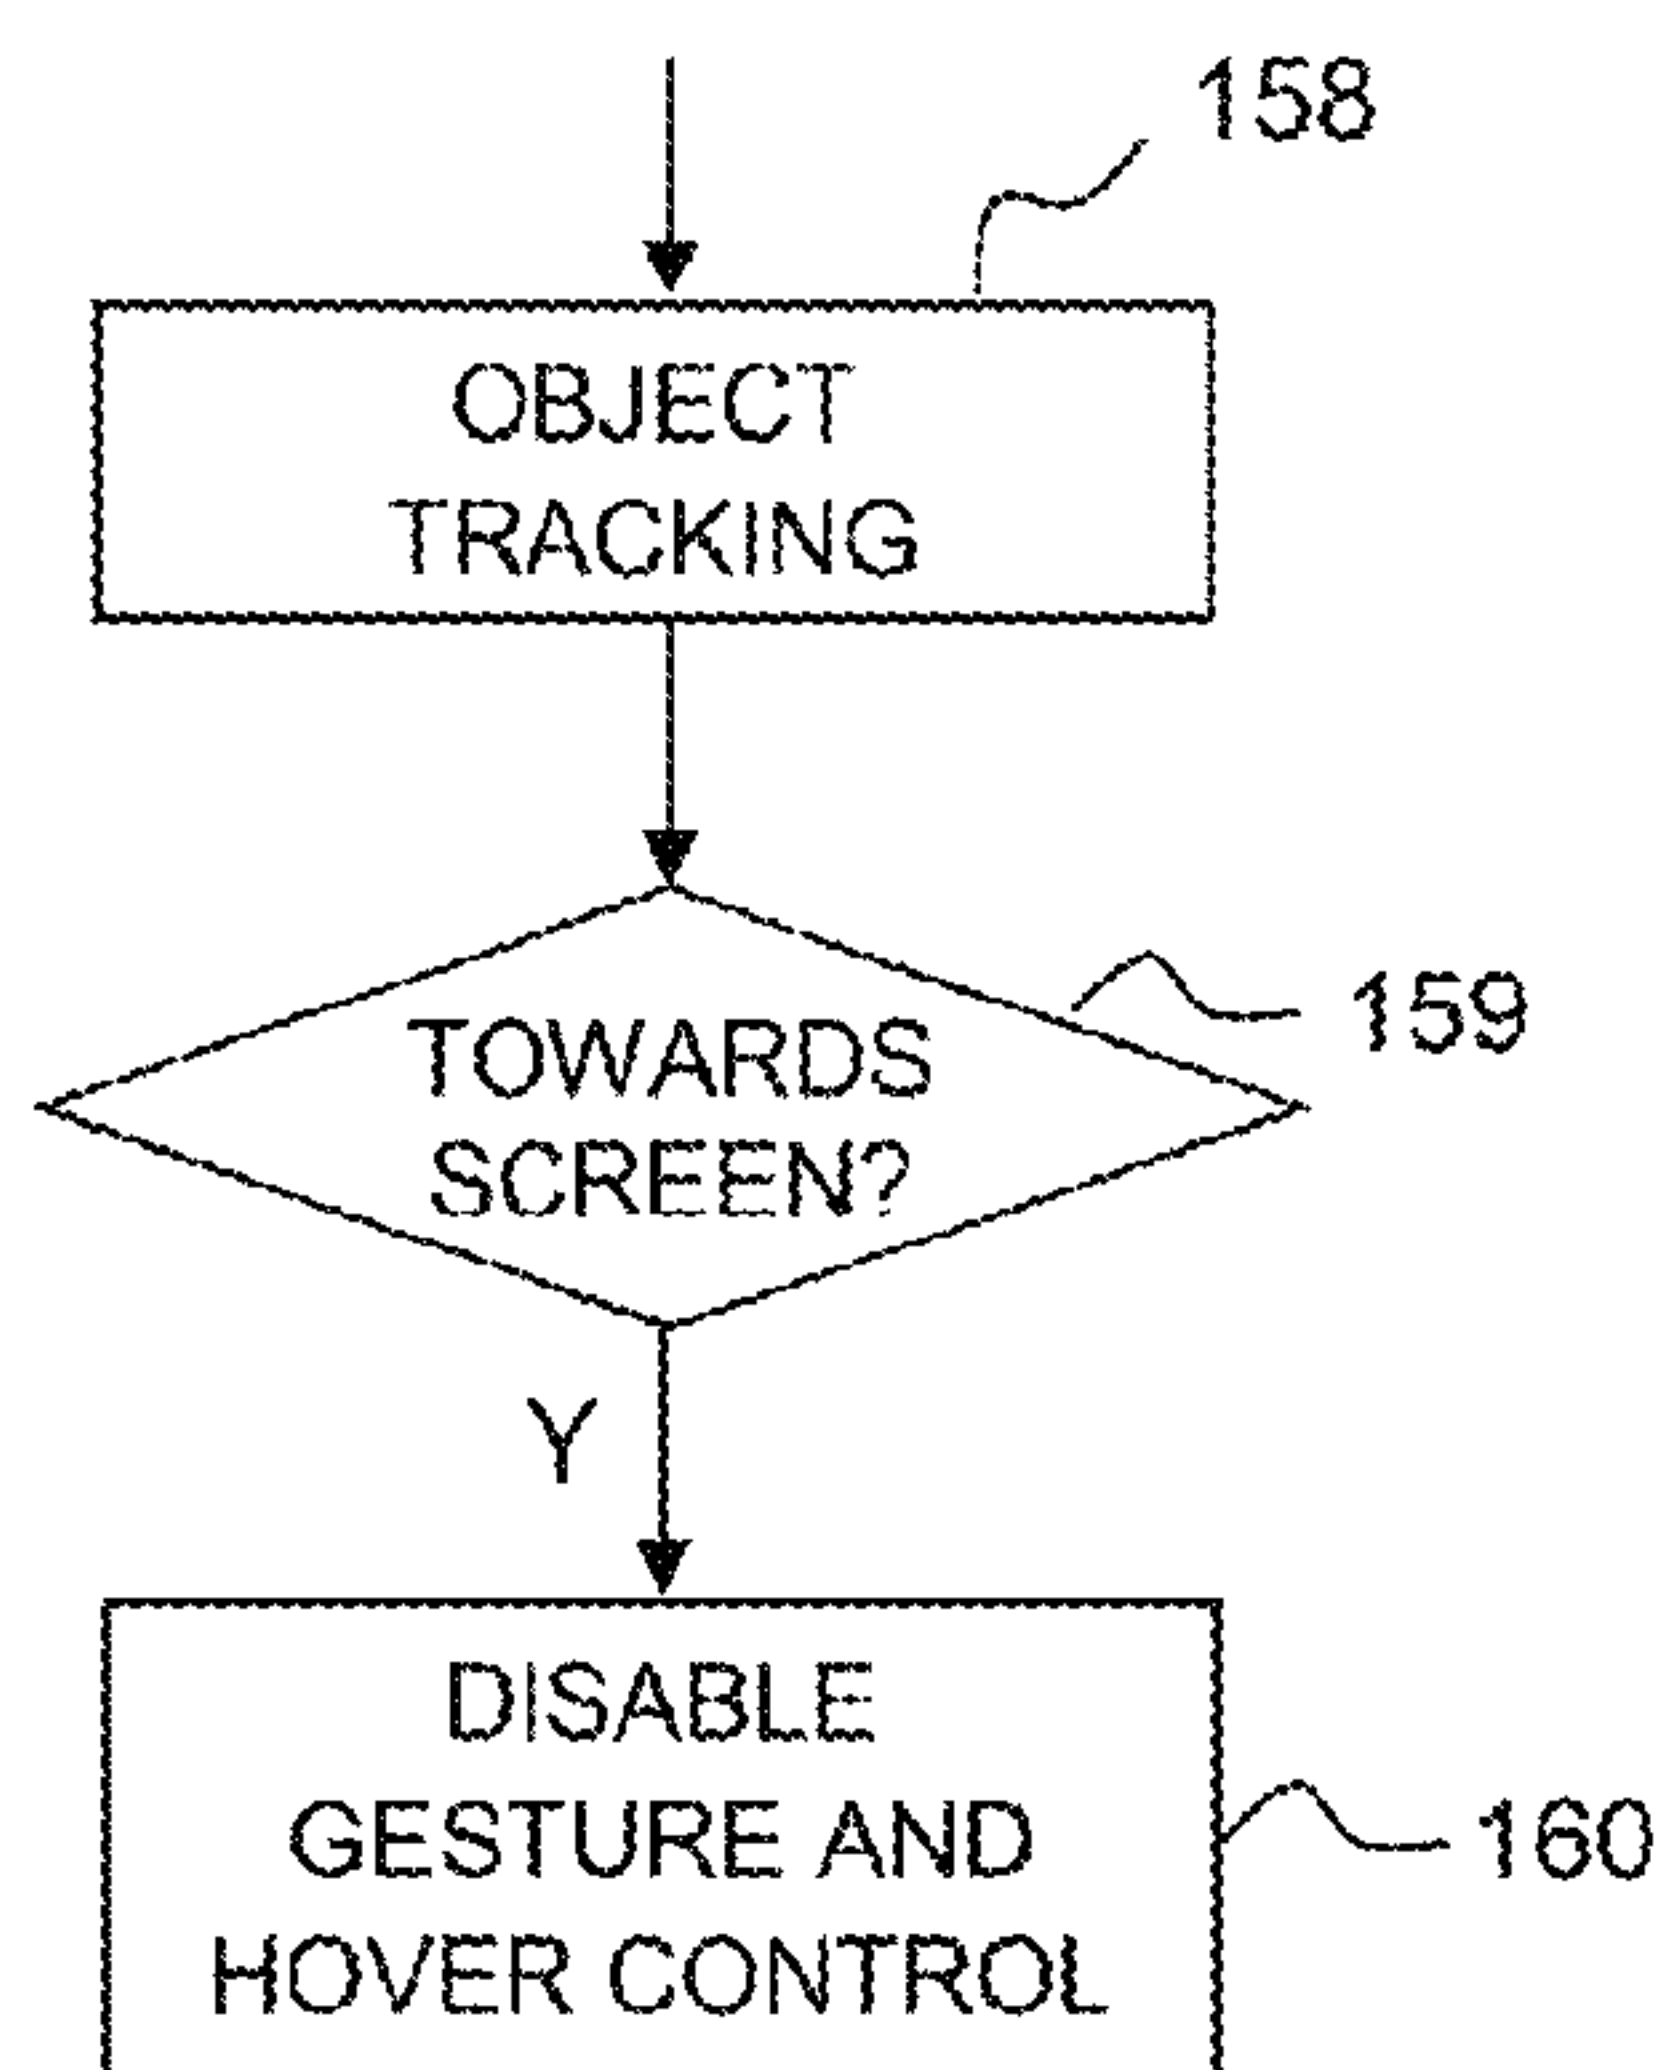 158
OBJECT
TRACKING
159
TOWARDS
SCREEN?
Y
DISABLE
GESTURE AND
160
HOVER CONTROL